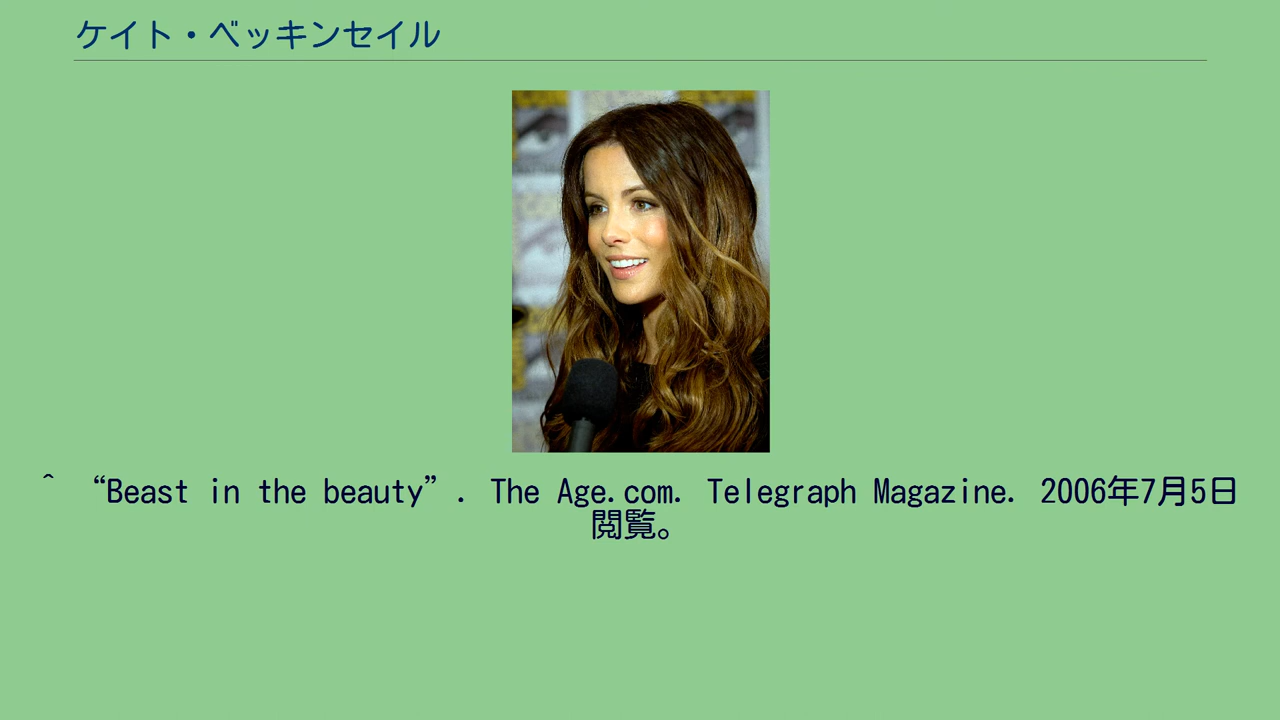 ケイト・ベッキンセイル
^ “Beast in the beauty”. The Age.com. Telegraph Magazine. 2006年7月5日
閲覧。